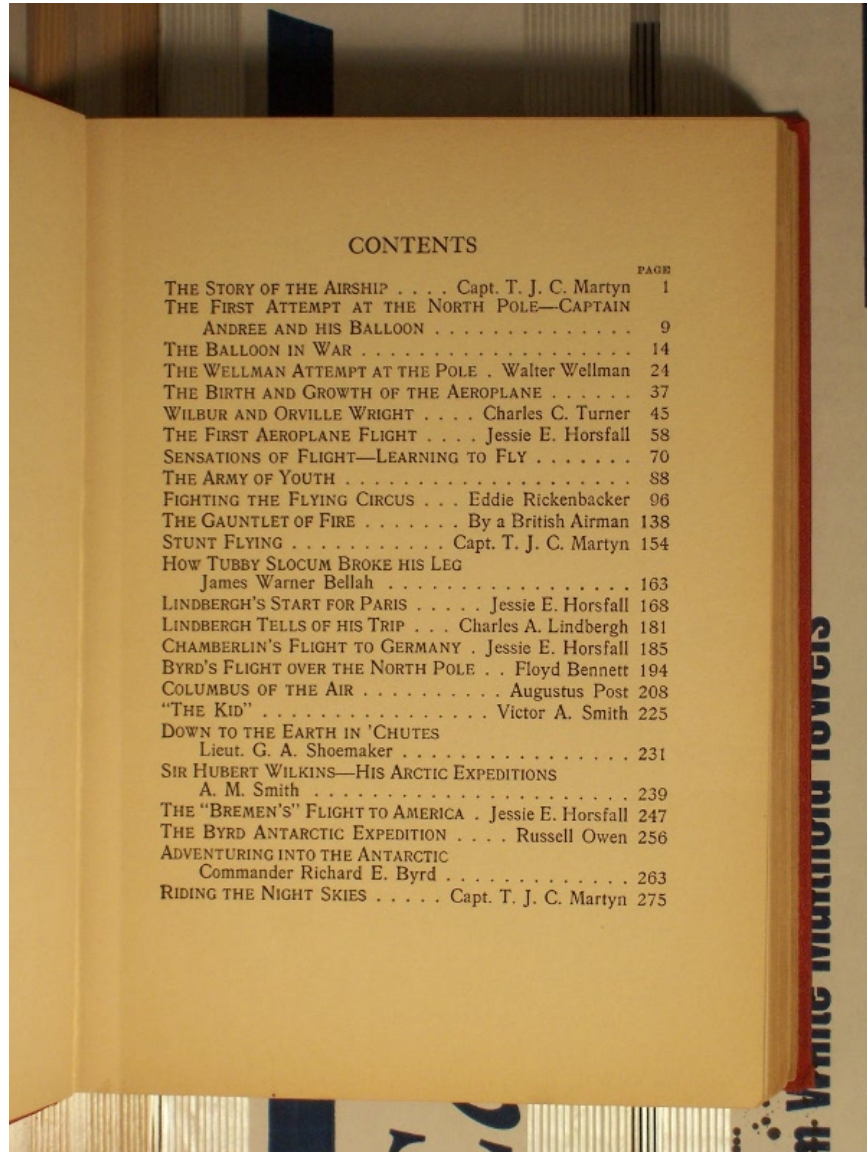 CONTENTS
PAGE
THE STORY OF THE AIRSHIP . . . . Capt. T. J. C. Martyn 1
THE FIRST ATTEMPT AT THE NORTH POLE—CAPTAIN
ANDREE AND HIS BALLOON . . . . . . . . . . . . . . 9
THE BALLOON IN WAR . . . . . . . . . . . . . . . . . . . 14
THE WELLMAN ATTEMPT AT THE POLE . Walter Wellman 24
THE BIRTH AND GROWTH OF THE AEROPLANE . . . . . . 37
WILBUR AND ORVILLE WRIGHT . . . . Charles C. Turner 45
THE FIRST AEROPLANE FLIGHT . . . . Jessie E. Horsfall 58
SENSATIONS OF FLIGHT—LEARNING TO FLY . . . . . . . 70
THE ARMY OF YOUTH . . . . . . . . . . . . . . . . . . . . 88
FIGHTING THE FLYING CIRCUS . . . Eddie Rickenbacker 96
THE GAUNTLET OF FIRE . . . . . . . By a British Airman 138
STUNT FLYING . . . . . . . . . . . Capt. T. J. C. Martyn 154
HOW TUBBY SLOCUM BROKE HIS LEG
James Warner Bellah . . . . . . . . . . . . . . . . . 163
LINDBERGH'S START FOR PARIS . . . . . Jessie E. Horsfall 168
LINDBERGH TELLS OF HIS TRIP . . . Charles A. Lindbergh 181
CHAMBERLIN'S FLIGHT TO GERMANY . Jessie E. Horsfall 185
BYRD'S FLIGHT OVER THE NORTH POLE . . Floyd Bennett 194
COLUMBUS OF THE AIR . . . . . . . . . . Augustus Post 208
"THE KID" . . . . . . . . . . . . . . . . Victor A. Smith 225
DOWN TO THE EARTH IN 'CHUTES
Lieut. G. A. Shoemaker . . . . . . . . . . . . . . . . 231
SIR HUBERT WILKINS—HIS ARCTIC EXPEDITIONS
A. M. Smith . . . . . . . . . . . . . . . . . . . . . . . 239
THE "BREMEN'S" FLIGHT TO AMERICA . Jessie E. Horsfall 247
THE BYRD ANTARCTIC EXPEDITION . . . . Russell Owen 256
ADVENTURING INTO THE ANTARCTIC
Commander Richard E. Byrd . . . . . . . . . . . . . 263
RIDING THE NIGHT SKIES . . . . . Capt. T. J. C. Martyn 275
White Multifold Towels